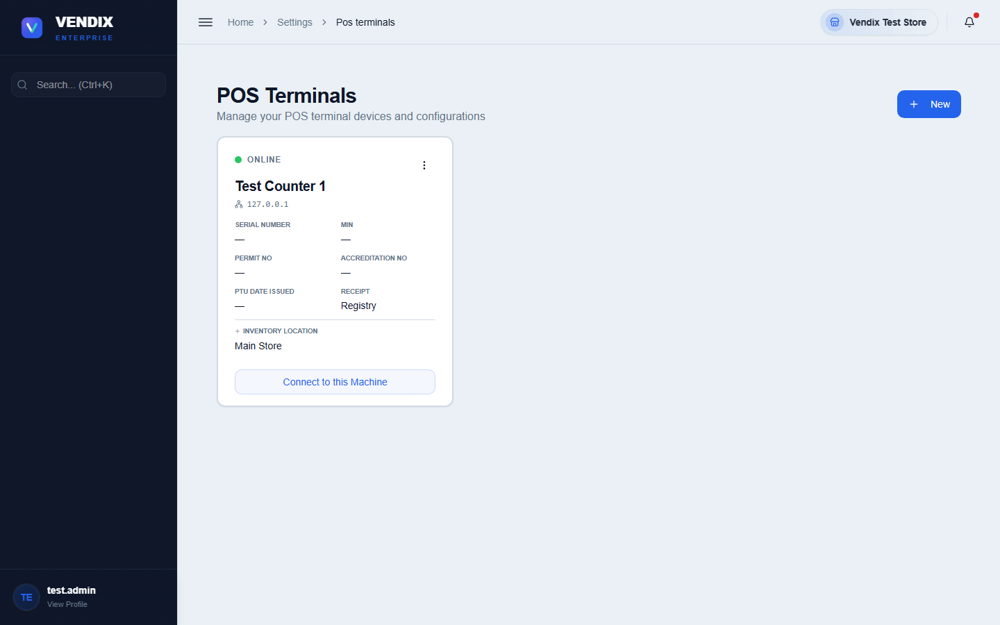 VENDIX
ENTERPRISE
Search... (Ctrl+K)
Home
Settings
Pos terminals
Vendix Test Store
POS Terminals
Manage your POS terminal devices and configurations
New
ONLINE
Test Counter 1
127.0.0.1
SERIAL NUMBER
MIN
—
—
PERMIT NO
ACCREDITATION NO
—
—
PTU DATE ISSUED
RECEIPT
—
Registry
INVENTORY LOCATION
Main Store
Connect to this Machine
TE
test.admin
View Profile